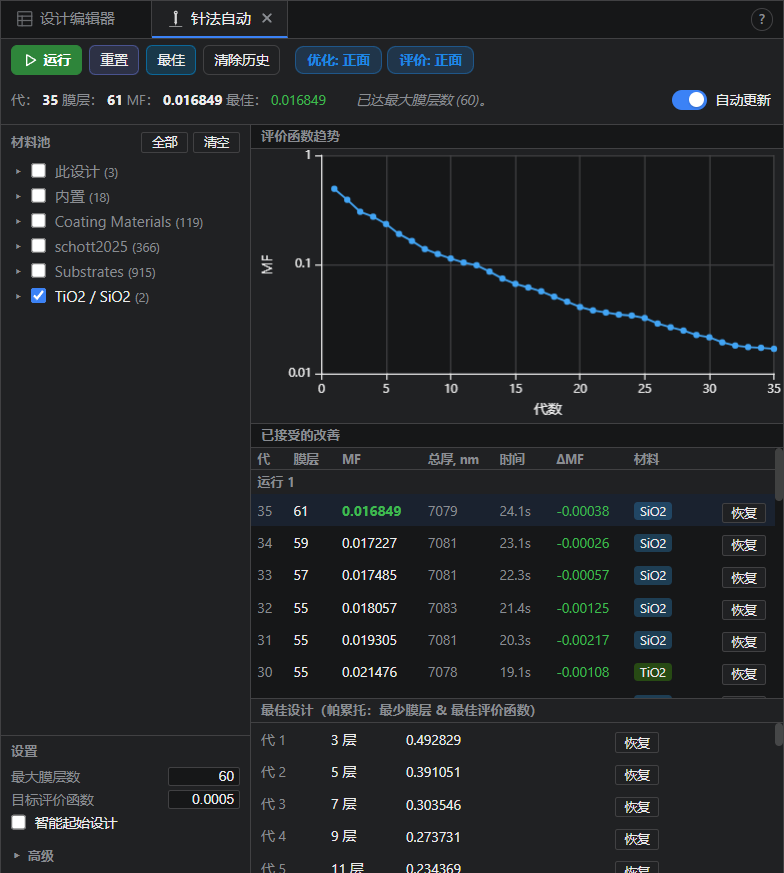 设计编辑器 针法自动 ✕ ?
运行 重置 最佳 清除历史 优化: 正面 评价: 正面
代: 35 膜层: 61 MF: 0.016849 最佳: 0.016849 已达最大膜层数 (60)。 自动更新
材料池 全部 清空
此设计 (3)
内置 (18)
Coating Materials (119)
schott2025 (366)
Substrates (915)
TiO2 / SiO2 (2)
设置
最大膜层数 60
目标评价函数 0.0005
智能起始设计
高级
评价函数趋势
1
0.1
0.01
MF
0 5 10 15 20 25 30 35
代数
已接受的改善
代 膜层 MF 总厚, nm 时间 ΔMF 材料
运行 1
35 61 0.016849 7079 24.1s -0.00038 SiO2 恢复
34 59 0.017227 7081 23.1s -0.00026 SiO2 恢复
33 57 0.017485 7081 22.3s -0.00057 SiO2 恢复
32 55 0.018057 7083 21.4s -0.00125 SiO2 恢复
31 55 0.019305 7081 20.3s -0.00217 SiO2 恢复
30 55 0.021476 7078 19.1s -0.00108 TiO2 恢复
最佳设计（帕累托：最少膜层 & 最佳评价函数）
代 1 3 层 0.492829 恢复
代 2 5 层 0.391051 恢复
代 3 7 层 0.303546 恢复
代 4 9 层 0.273731 恢复
代 5 11 层 0.234369 恢复